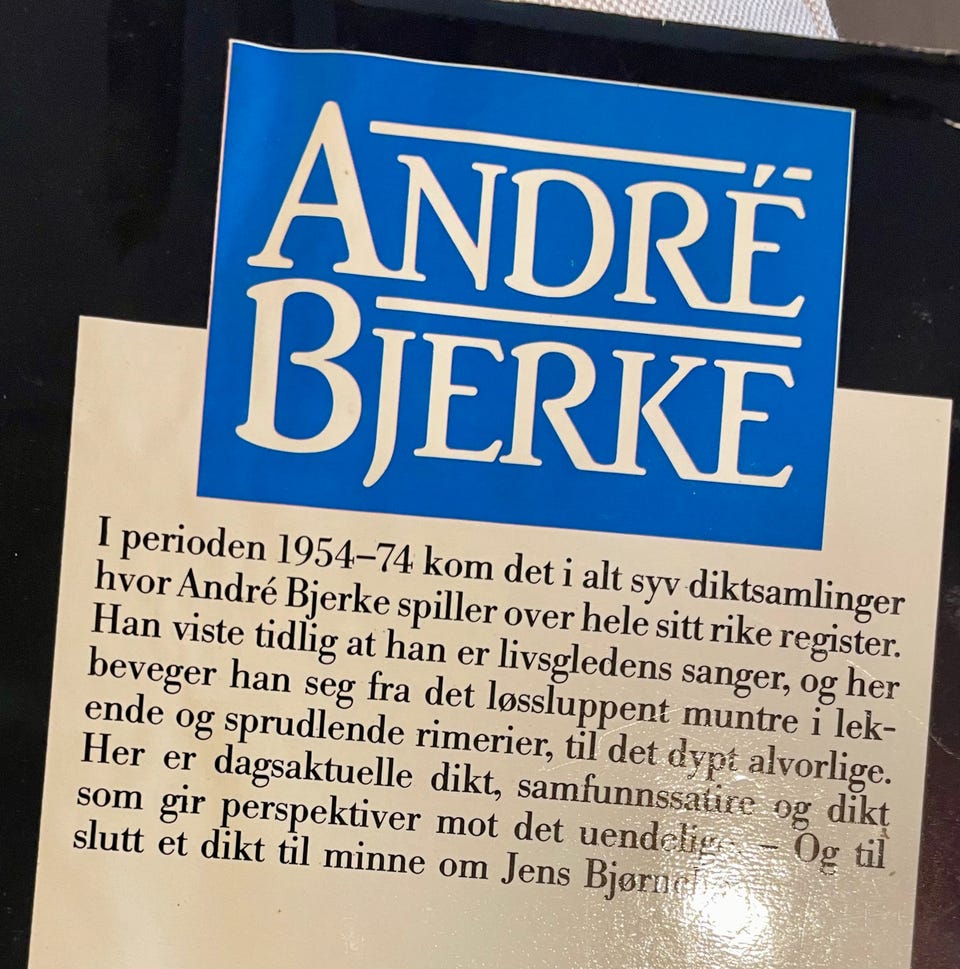 ANDRÉ
BJERKE
I perioden 1954–74 kom det i alt syv diktsamlinger
hvor André Bjerke spiller over hele sitt rike register.
Han viste tidlig at han er livsgledens sanger, og her
beveger han seg fra det løssluppent muntre i lek-
ende og sprudlende rimerier, til det dypt alvorlige.
Her er dagsaktuelle dikt, samfunnssatire og dikt
som gir perspektiver mot det uendelige. – Og til
slutt et dikt til minne om Jens